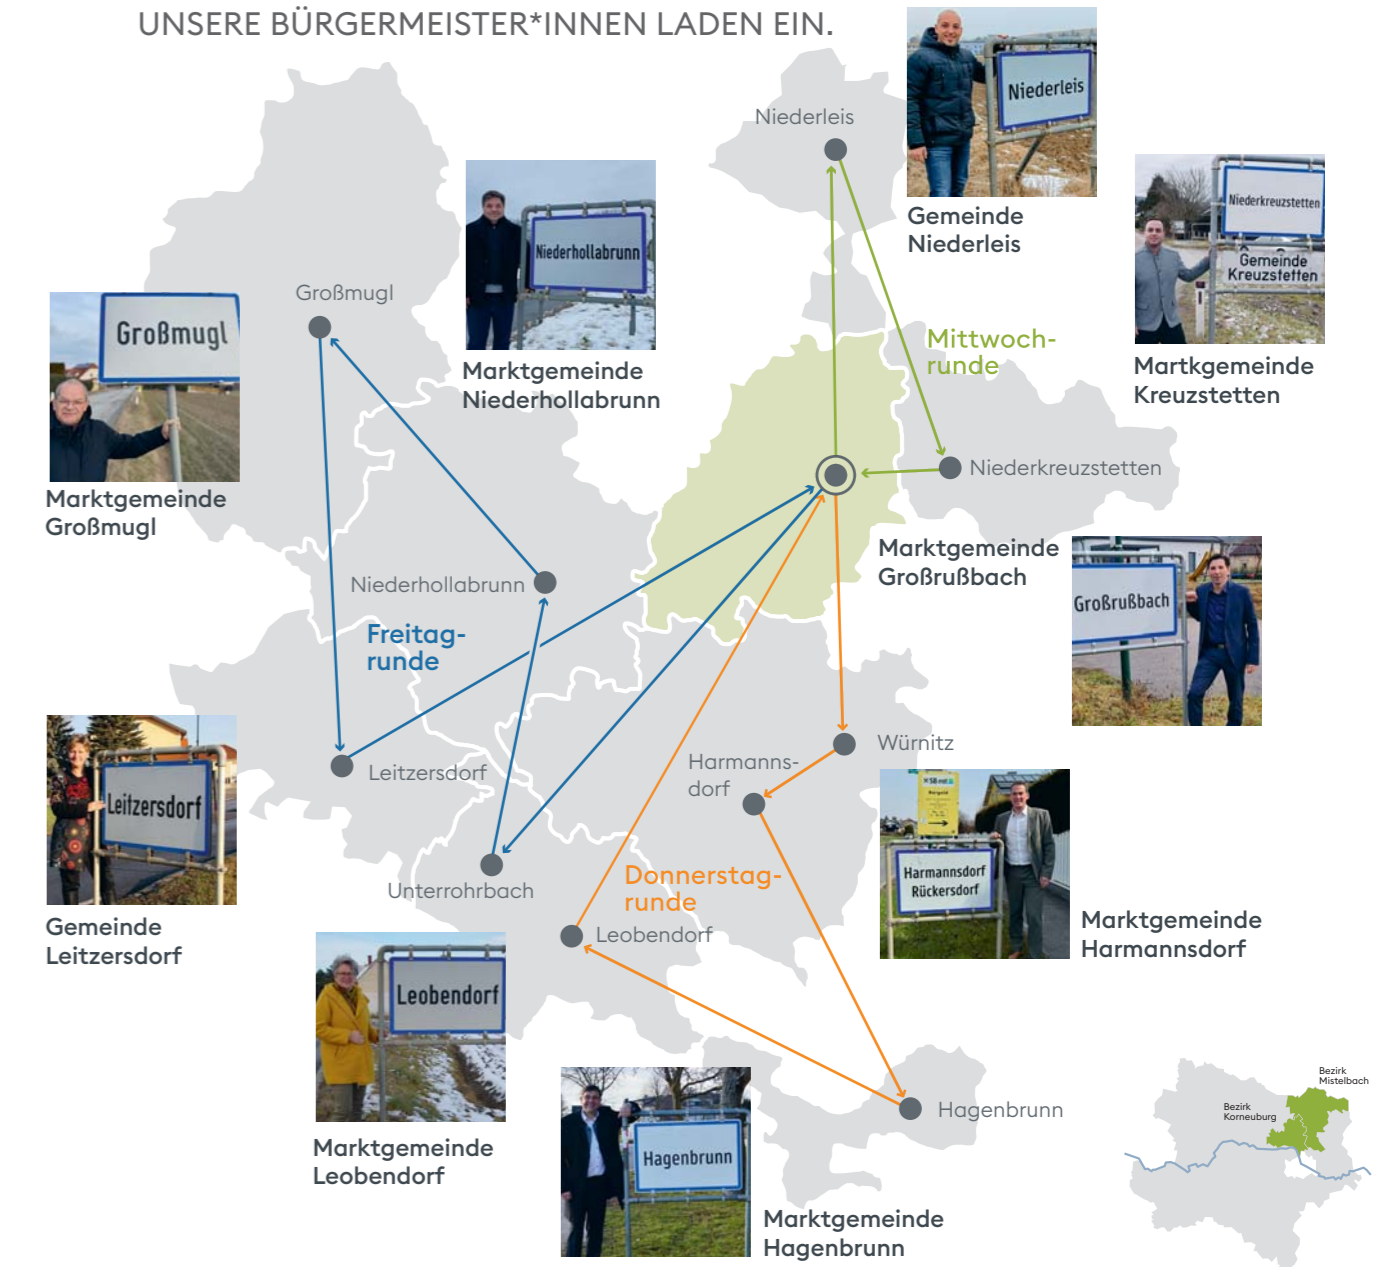 UNSERE BÜRGERMEISTER*INNEN LADEN EIN.
Niederleis
Niederleis
Gemeinde
Niederleis
Niederkreuzstetten
Gemeinde
Kreuzstetten
Martkgemeinde
Kreuzstetten
Niederhollabrunn
Marktgemeinde
Niederhollabrunn
Großmugl
Großmugl
Marktgemeinde
Großmugl
Mittwoch-
runde
Niederkreuzstetten
Marktgemeinde
Großrußbach
Großrußbach
Niederhollabrunn
Freitag-
runde
Leitzersdorf
Leitzersdorf
Gemeinde
Leitzersdorf
Würnitz
Harmanns-
dorf
Harmannsdorf
Rückersdorf
Marktgemeinde
Harmannsdorf
Unterrohrbach
Donnerstag-
runde
Leobendorf
Leobendorf
Marktgemeinde
Leobendorf
Hagenbrunn
Hagenbrunn
Marktgemeinde
Hagenbrunn
Bezirk
Mistelbach
Bezirk
Korneuburg